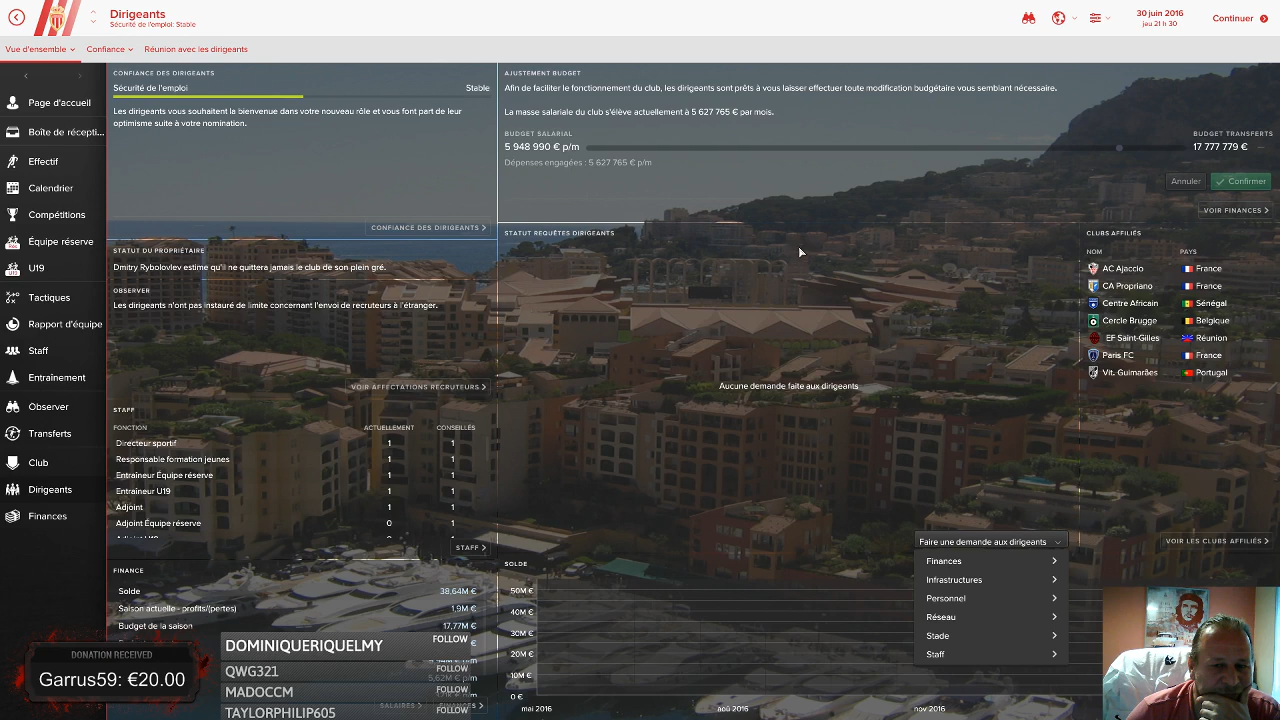 Dirigeants
Sécurité de l'emploi: Stable
30 juin 2016
jeu 21 h 30
Continuer
Vue d'ensemble
Confiance
Réunion avec les dirigeants
Page d'accueil
Boîte de récepti...
Effectif
Calendrier
Compétitions
Équipe réserve
U19
Tactiques
Rapport d'équipe
Staff
Entraînement
Observer
Transferts
Club
Dirigeants
Finances
CONFIANCE DES DIRIGEANTS
Sécurité de l'emploi Stable
Les dirigeants vous souhaitent la bienvenue dans votre nouveau rôle et vous font part de leur
optimisme suite à votre nomination.
CONFIANCE DES DIRIGEANTS
STATUT DU PROPRIÉTAIRE
Dmitry Rybolovlev estime qu'il ne quittera jamais le club de son plein gré.
OBSERVER
Les dirigeants n'ont pas instauré de limite concernant l'envoi de recruteurs à l'étranger.
VOIR AFFECTATIONS RECRUTEURS
STAFF
FONCTION ACTUELLEMENT CONSEILLÉS
Directeur sportif 1 1
Responsable formation jeunes 1 1
Entraîneur Équipe réserve 1 1
Entraîneur U19 1 1
Adjoint 1 1
Adjoint Équipe réserve 0 1
STAFF
FINANCE
Solde 38,64M €
Saison actuelle - profits/(pertes) 1,9M €
Budget de la saison 17,77M €
AJUSTEMENT BUDGET
Afin de faciliter le fonctionnement du club, les dirigeants sont prêts à vous laisser effectuer toute modification budgétaire vous semblant nécessaire.
La masse salariale du club s'élève actuellement à 5 627 765 € par mois.
BUDGET SALARIAL BUDGET TRANSFERTS
5 948 990 € p/m 17 777 779 €
Dépenses engagées : 5 627 765 € p/m
Annuler
Confirmer
VOIR FINANCES
STATUT REQUÊTES DIRIGEANTS
Aucune demande faite aux dirigeants
Faire une demande aux dirigeants
Finances
Infrastructures
Personnel
Réseau
Stade
Staff
CLUBS AFFILIÉS
NOM PAYS
AC Ajaccio France
CA Propriano France
Centre Africain Sénégal
Cercle Brugge Belgique
EF Saint-Gilles Réunion
Paris FC France
Vit. Guimarães Portugal
VOIR LES CLUBS AFFILIÉS
SOLDE
50M €
40M €
30M €
20M €
10M €
0 €
mai 2016 août 2016 nov 2016
DONATION RECEIVED
Garrus59: €20.00
DOMINIQUERIQUELMY FOLLOW
QWG321 FOLLOW
MADOCCM FOLLOW
TAYLORPHILIP605 FOLLOW
5,62M € p/m
SALAIRES